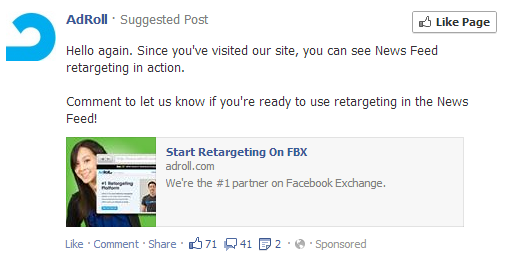 AdRoll · Suggested Post
Like Page
Hello again. Since you've visited our site, you can see News Feed
retargeting in action.
Comment to let us know if you're ready to use retargeting in the News
Feed!
Start Retargeting On FBX
adroll.com
We're the #1 partner on Facebook Exchange.
#1 Retargeting
Platform
Like · Comment · Share · 71 41 2 · Sponsored